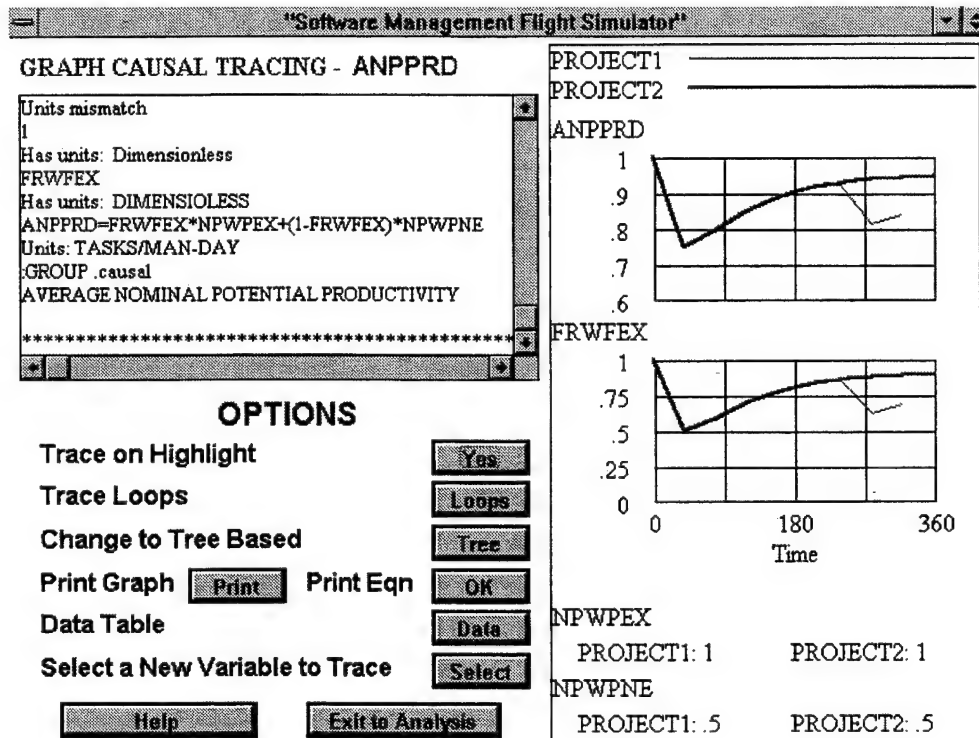 "Software Management Flight Simulator"
GRAPH CAUSAL TRACING - ANPPRD
Units mismatch
1
Has units: Dimensionless
FRWFEX
Has units: DIMENSIOLESS
ANPPRD=FRWFEX*NPWPEX+(1-FRWFEX)*NPWPNE
Units: TASKS/MAN-DAY
:GROUP .causal
AVERAGE NOMINAL POTENTIAL PRODUCTIVITY
************************************************
OPTIONS
Trace on Highlight Yes
Trace Loops Loops
Change to Tree Based Tree
Print Graph Print Print Eqn OK
Data Table Data
Select a New Variable to Trace Select
Help Exit to Analysis
PROJECT1
PROJECT2
ANPPRD
1
.9
.8
.7
.6
FRWFEX
1
.75
.5
.25
0
0 180 360
Time
NPWPEX
PROJECT1: 1 PROJECT2: 1
NPWPNE
PROJECT1: .5 PROJECT2: .5